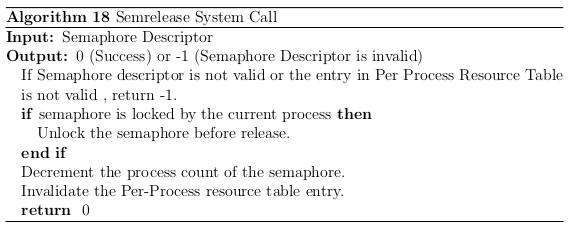 Algorithm 18 Semrelease System Call
Input: Semaphore Descriptor
Output: 0 (Success) or -1 (Semaphore Descriptor is invalid)
If Semaphore descriptor is not valid or the entry in Per Process Resource Table
is not valid , return -1.
if semaphore is locked by the current process then
Unlock the semaphore before release.
end if
Decrement the process count of the semaphore.
Invalidate the Per-Process resource table entry.
return 0